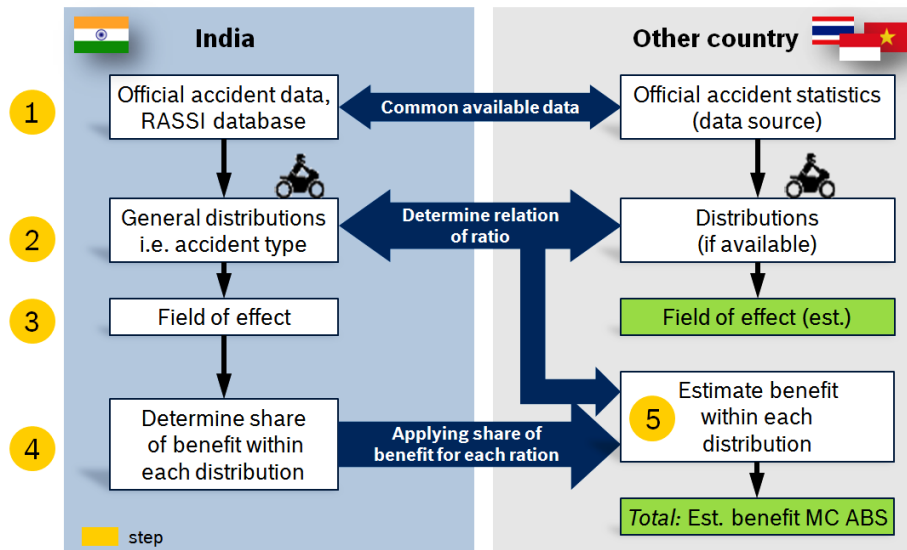 India
Other country
1
Official accident data,
RASSI database
Common available data
Official accident statistics
(data source)
2
General distributions
i.e. accident type
Determine relation
of ratio
Distributions
(if available)
3
Field of effect
Field of effect (est.)
4
Determine share
of benefit within
each distribution
Applying share of
benefit for each ration
5
Estimate benefit
within each
distribution
Total: Est. benefit MC ABS
step